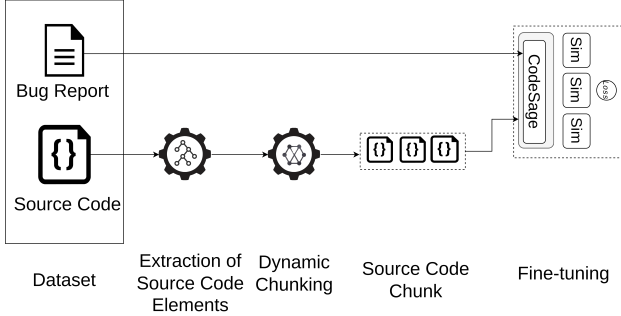 Bug Report
{}
Source Code
{} {} {}
CodeSage
Sim
Sim
Sim
Loss
Dataset
Extraction of
Source Code
Elements
Dynamic
Chunking
Source Code
Chunk
Fine-tuning